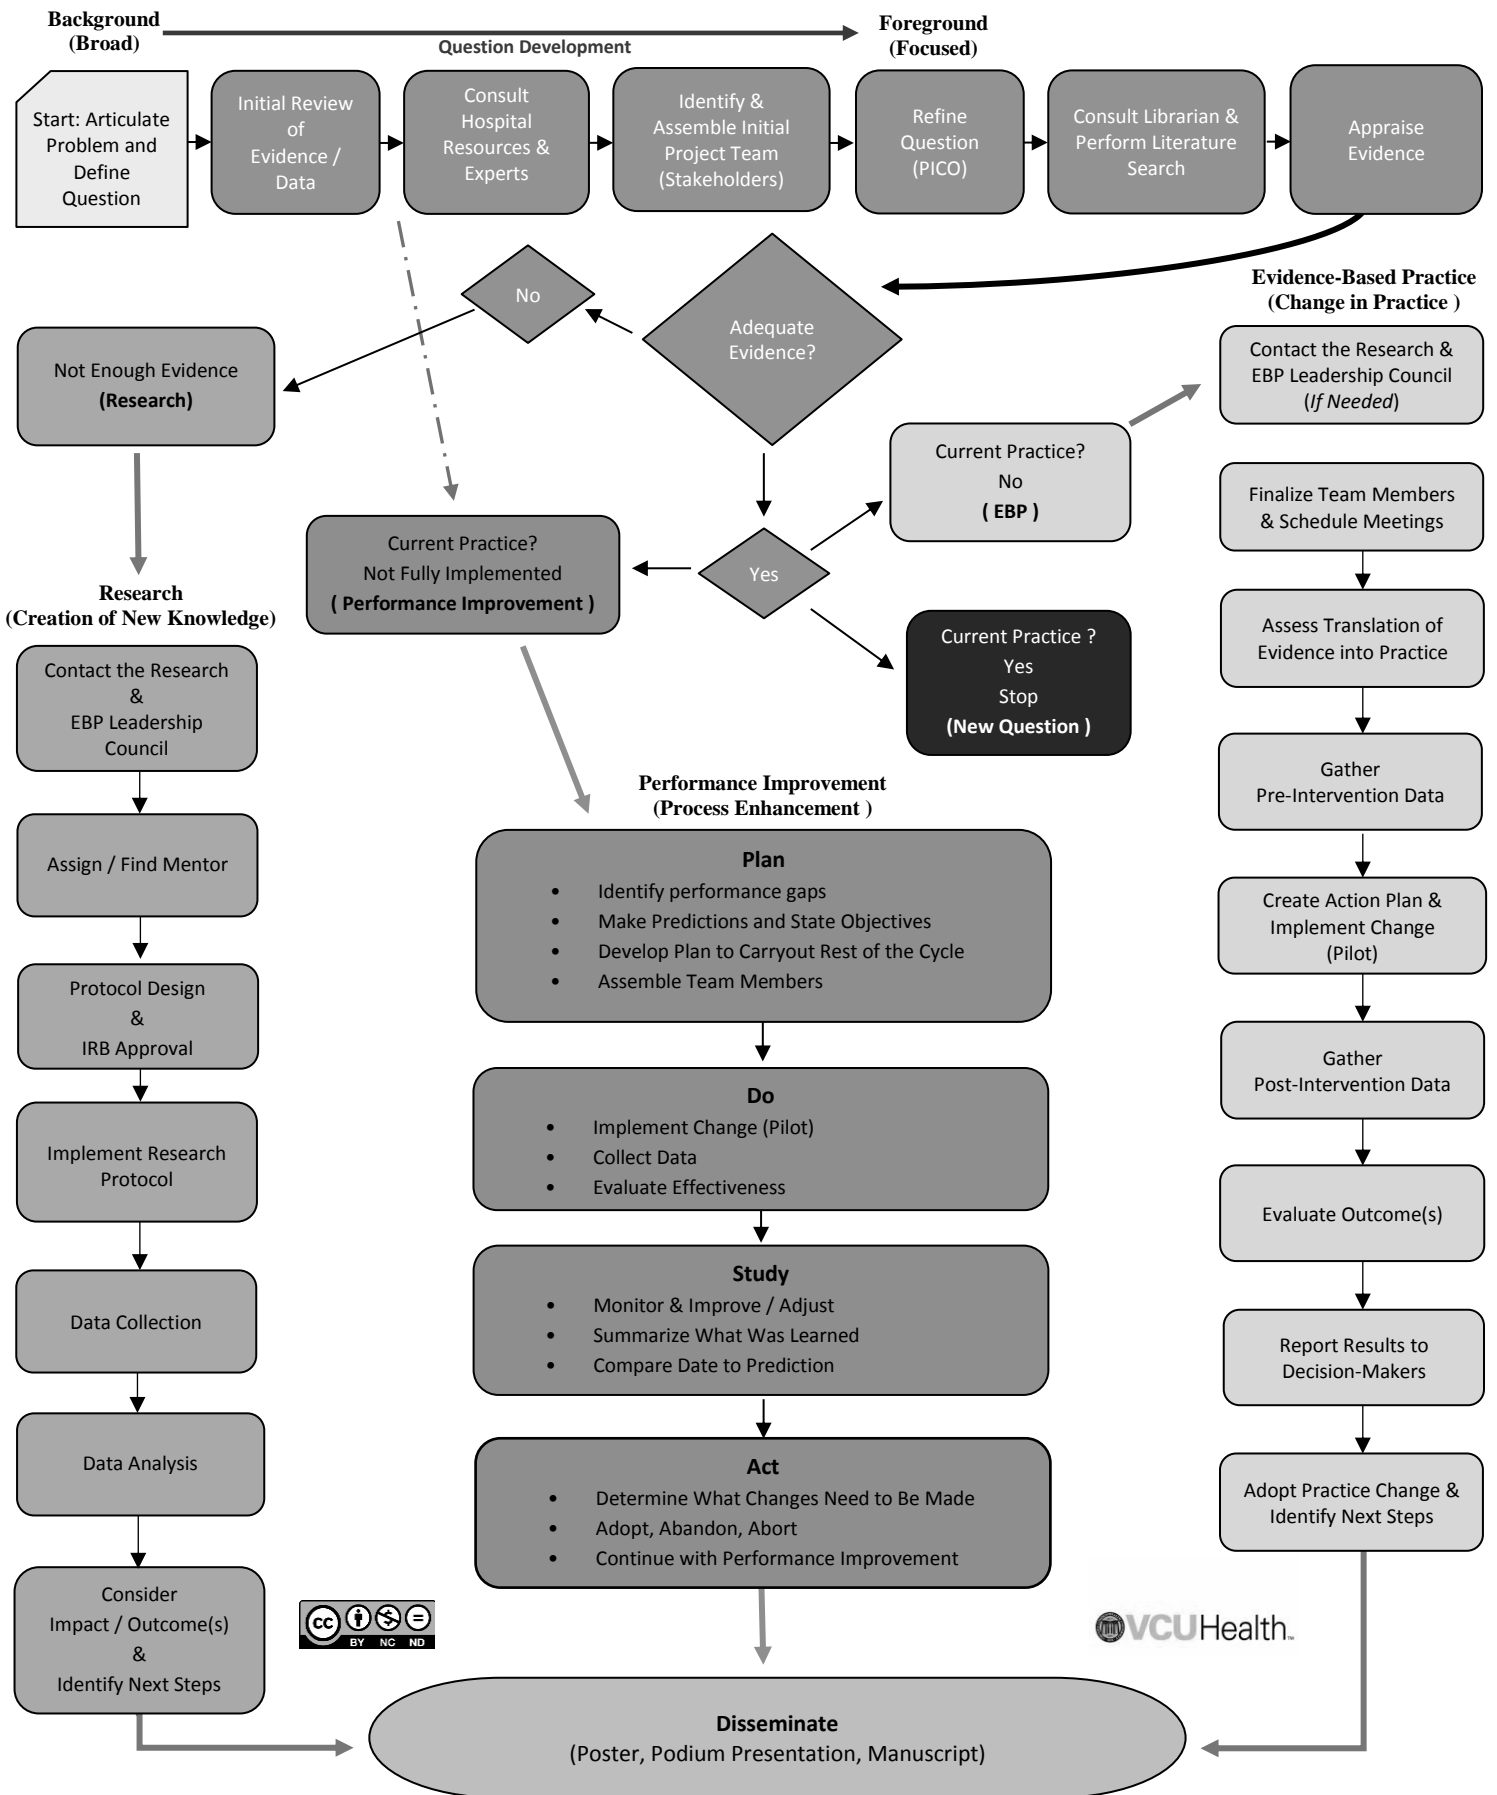 Background
(Broad)
Question Development
Foreground
(Focused)
Start: Articulate
Problem and
Define
Question
Initial Review
of
Evidence /
Data
Consult
Hospital
Resources &
Experts
Identify &
Assemble Initial
Project Team
(Stakeholders)
Refine
Question
(PICO)
Consult Librarian &
Perform Literature
Search
Appraise
Evidence
No
Adequate
Evidence?
Not Enough Evidence
(Research)
Yes
Current Practice?
No
( EBP )
Current Practice?
Not Fully Implemented
( Performance Improvement )
Current Practice ?
Yes
Stop
(New Question )
Research
(Creation of New Knowledge)
Contact the Research
&
EBP Leadership
Council
Assign / Find Mentor
Protocol Design
&
IRB Approval
Implement Research
Protocol
Data Collection
Data Analysis
Consider
Impact / Outcome(s)
&
Identify Next Steps
Performance Improvement
(Process Enhancement )
Plan
• Identify performance gaps
• Make Predictions and State Objectives
• Develop Plan to Carryout Rest of the Cycle
• Assemble Team Members
Do
• Implement Change (Pilot)
• Collect Data
• Evaluate Effectiveness
Study
• Monitor & Improve / Adjust
• Summarize What Was Learned
• Compare Date to Prediction
Act
• Determine What Changes Need to Be Made
• Adopt, Abandon, Abort
• Continue with Performance Improvement
Evidence-Based Practice
(Change in Practice )
Contact the Research &
EBP Leadership Council
(If Needed)
Finalize Team Members
& Schedule Meetings
Assess Translation of
Evidence into Practice
Gather
Pre-Intervention Data
Create Action Plan &
Implement Change
(Pilot)
Gather
Post-Intervention Data
Evaluate Outcome(s)
Report Results to
Decision-Makers
Adopt Practice Change &
Identify Next Steps
cc
BY NC ND
VCUHealth™
Disseminate
(Poster, Podium Presentation, Manuscript)